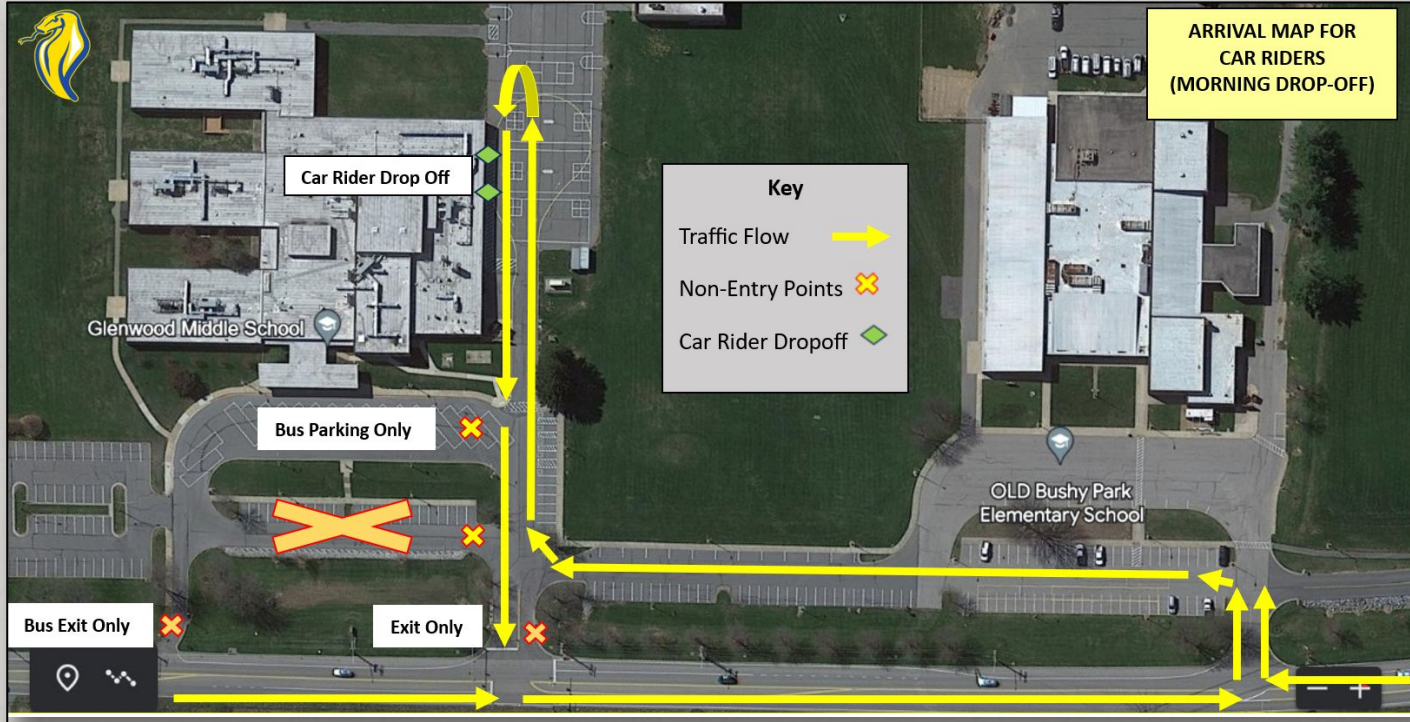 ARRIVAL MAP FOR
CAR RIDERS
(MORNING DROP-OFF)
Car Rider Drop Off
Key
Traffic Flow
Non-Entry Points
Car Rider Dropoff
Glenwood Middle School
Bus Parking Only
OLD Bushy Park
Elementary School
Bus Exit Only
Exit Only